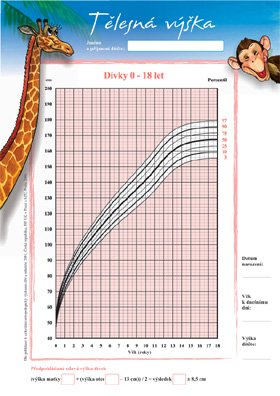 Tělesná výška
Jméno
a příjmení dítěte:
Dívky 0 - 18 let
cm
Percentil
190
180
170
160
150
140
130
120
110
100
90
80
70
60
50
40
97
90
75
50
25
10
3
0 1 2 3 4 5 6 7 8 9 10 11 12 13 14 15 16 17 18
Věk (roky)
Datum
narození:
Věk
k dnešnímu
dni:
Výška
dítěte:
Předpokládaná cílová výška dívek
(výška matky + (výška otce - 13 cm)) / 2 = výsledek ± 8,5 cm